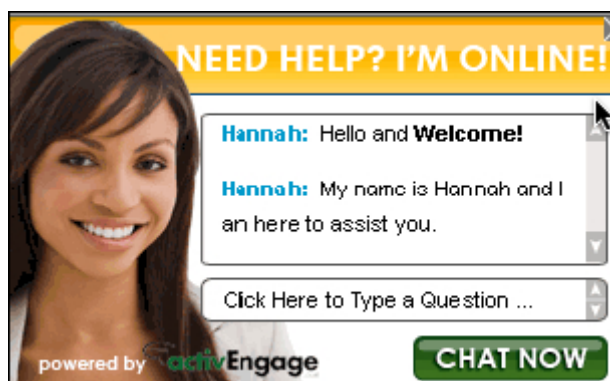 NEED HELP? I'M ONLINE!
Hannah: Hello and Welcome!
Hannah: My name is Hannah and I
an here to assist you.
Click Here to Type a Question ...
powered by activEngage
CHAT NOW